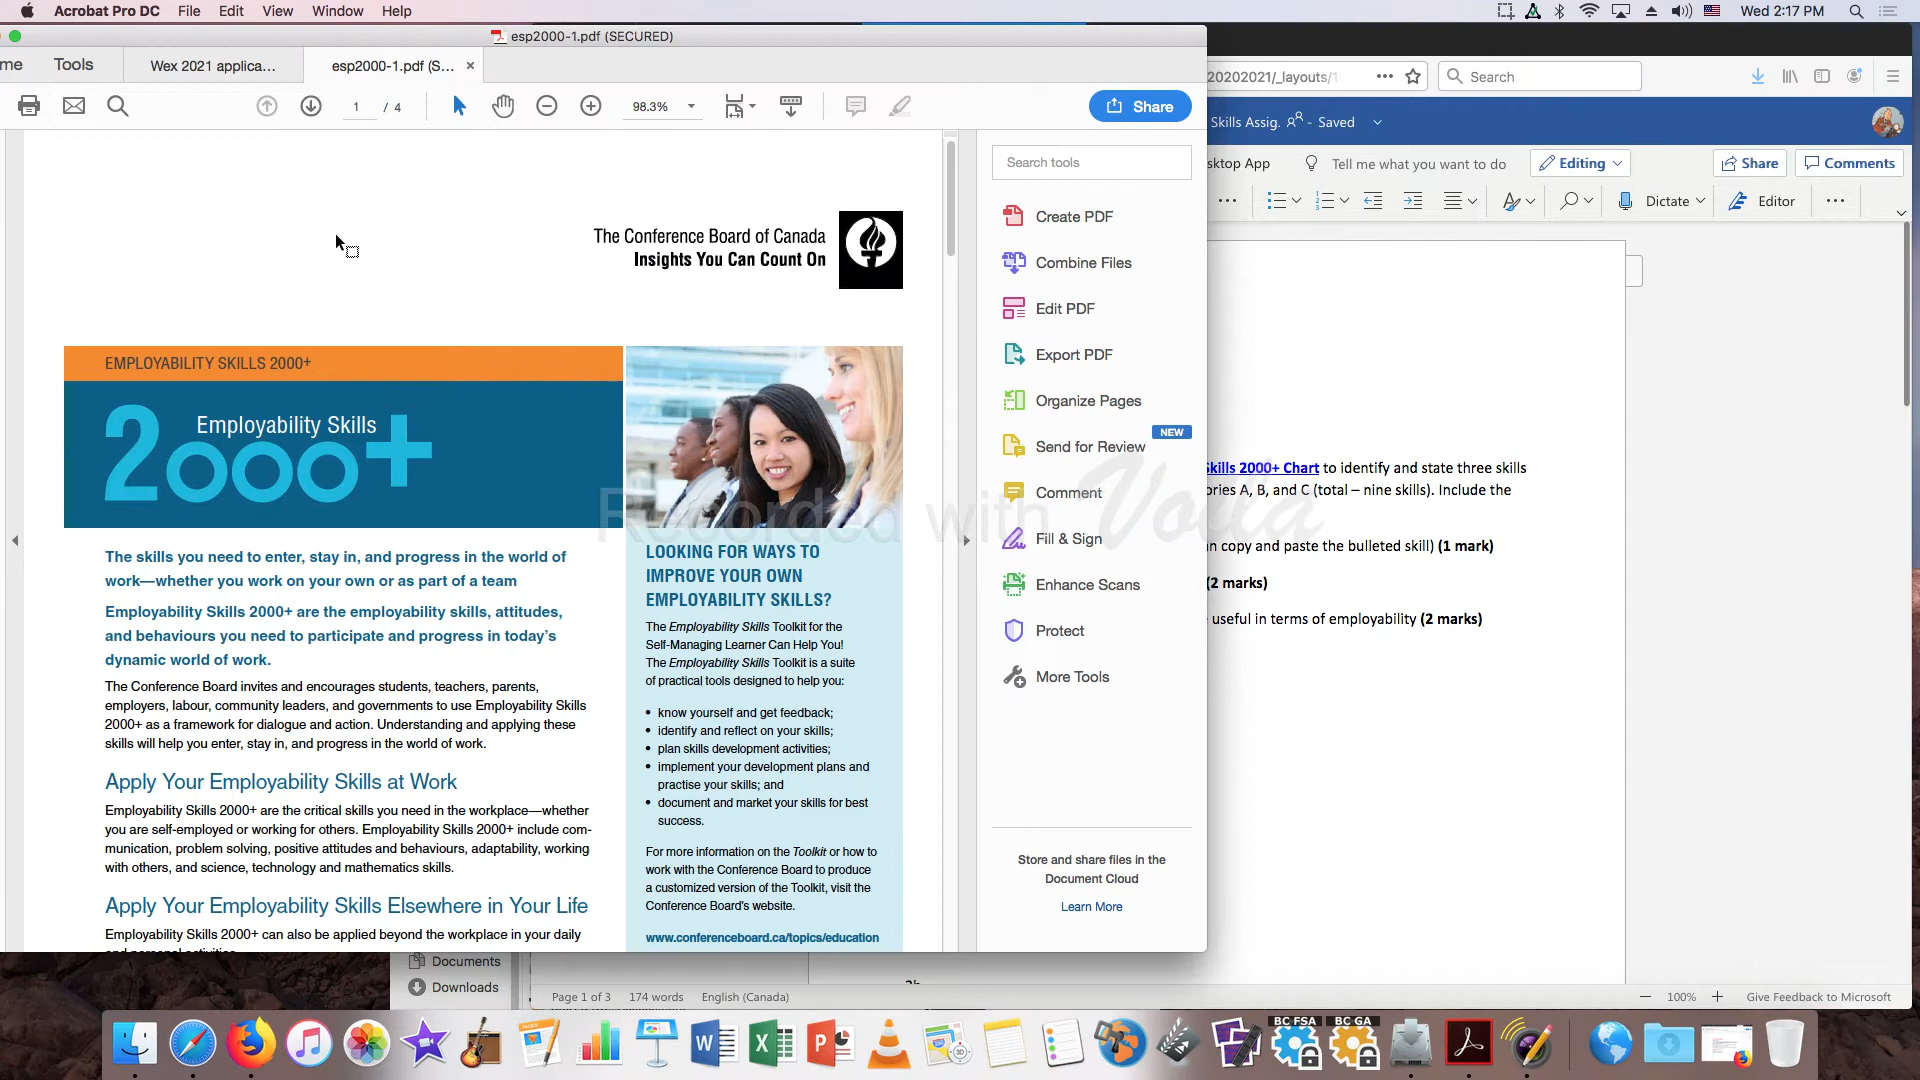 Acrobat Pro DC File Edit View Window Help
Wed 2:17 PM
esp2000-1.pdf (SECURED)
me Tools Wex 2021 applica... esp2000-1.pdf (S... ×
1 / 4 98.3% Share
The Conference Board of Canada
Insights You Can Count On
EMPLOYABILITY SKILLS 2000+
Employability Skills
2000+
The skills you need to enter, stay in, and progress in the world of
work—whether you work on your own or as part of a team
Employability Skills 2000+ are the employability skills, attitudes,
and behaviours you need to participate and progress in today's
dynamic world of work.
The Conference Board invites and encourages students, teachers, parents,
employers, labour, community leaders, and governments to use Employability Skills
2000+ as a framework for dialogue and action. Understanding and applying these
skills will help you enter, stay in, and progress in the world of work.
Apply Your Employability Skills at Work
Employability Skills 2000+ are the critical skills you need in the workplace—whether
you are self-employed or working for others. Employability Skills 2000+ include com-
munication, problem solving, positive attitudes and behaviours, adaptability, working
with others, and science, technology and mathematics skills.
Apply Your Employability Skills Elsewhere in Your Life
Employability Skills 2000+ can also be applied beyond the workplace in your daily
and personal activities.
LOOKING FOR WAYS TO
IMPROVE YOUR OWN
EMPLOYABILITY SKILLS?
The Employability Skills Toolkit for the
Self-Managing Learner Can Help You!
The Employability Skills Toolkit is a suite
of practical tools designed to help you:
• know yourself and get feedback;
• identify and reflect on your skills;
• plan skills development activities;
• implement your development plans and
practise your skills; and
• document and market your skills for best
success.
For more information on the Toolkit or how to
work with the Conference Board to produce
a customized version of the Toolkit, visit the
Conference Board's website.
www.conferenceboard.ca/topics/education
Search tools
Create PDF
Combine Files
Edit PDF
Export PDF
Organize Pages
NEW
Send for Review
Comment
Fill & Sign
Enhance Scans
Protect
More Tools
Store and share files in the
Document Cloud
Learn More
Recorded with Voila
20202021/_layouts/1 Search
Skills Assig. - Saved
sktop App Tell me what you want to do Editing Share Comments
Dictate Editor
kills 2000+ Chart to identify and state three skills
ories A, B, and C (total – nine skills). Include the
n copy and paste the bulleted skill) (1 mark)
(2 marks)
useful in terms of employability (2 marks)
Documents
Downloads
Page 1 of 3 174 words English (Canada) 100% Give Feedback to Microsoft
PAGES
BC FSA BC GA